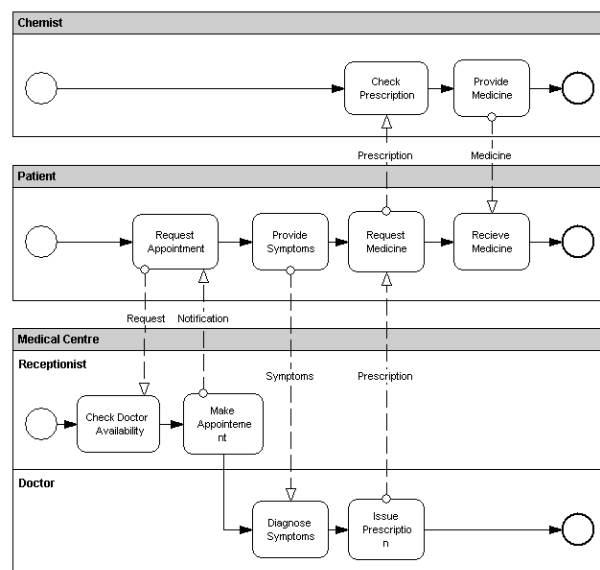 Chemist
Check
Prescription
Provide
Medicine
Prescription
Medicine
Patient
Request
Appointment
Provide
Symptoms
Request
Medicine
Recieve
Medicine
Request
Notification
Medical Centre
Receptionist
Symptoms
Prescription
Check Doctor
Availability
Make
Appointeme
nt
Doctor
Diagnose
Symptoms
Issue
Prescriptio
n